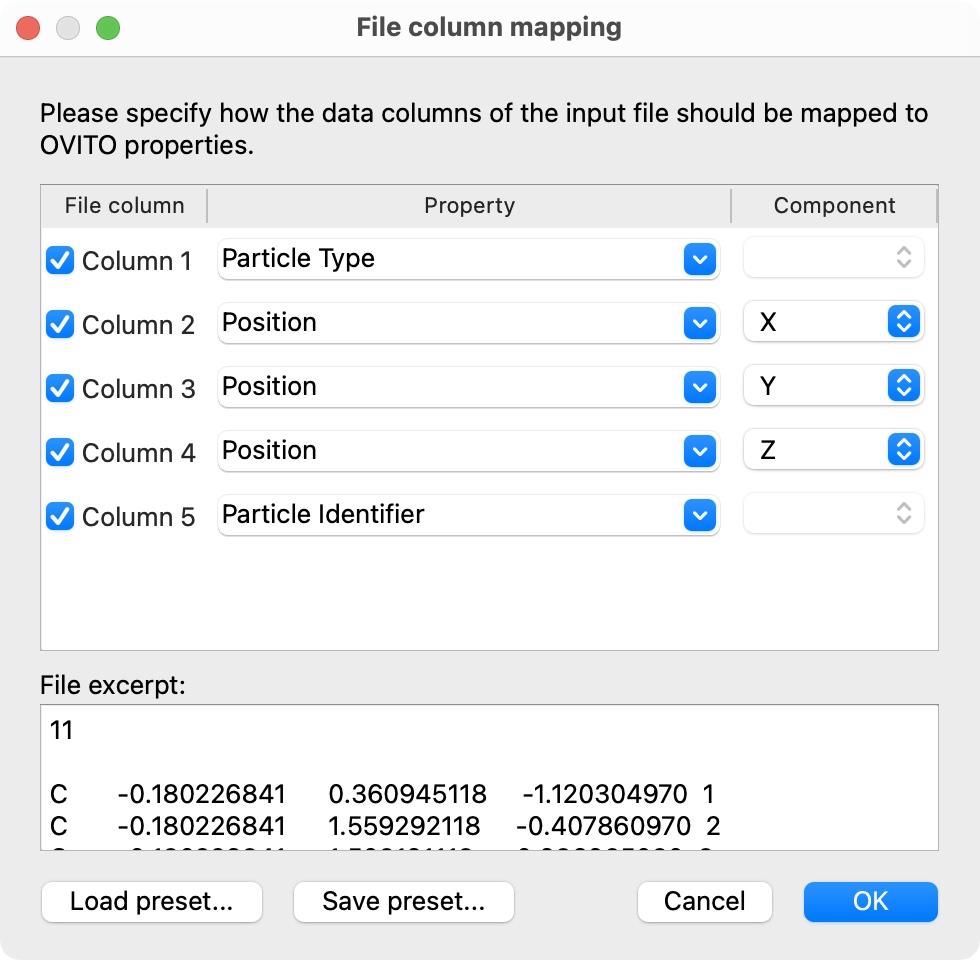 File column mapping
Please specify how the data columns of the input file should be mapped to
OVITO properties.
File column Property Component
Column 1 Particle Type
Column 2 Position X
Column 3 Position Y
Column 4 Position Z
Column 5 Particle Identifier
File excerpt:
11
C -0.180226841 0.360945118 -1.120304970 1
C -0.180226841 1.559292118 -0.407860970 2
Load preset... Save preset... Cancel OK